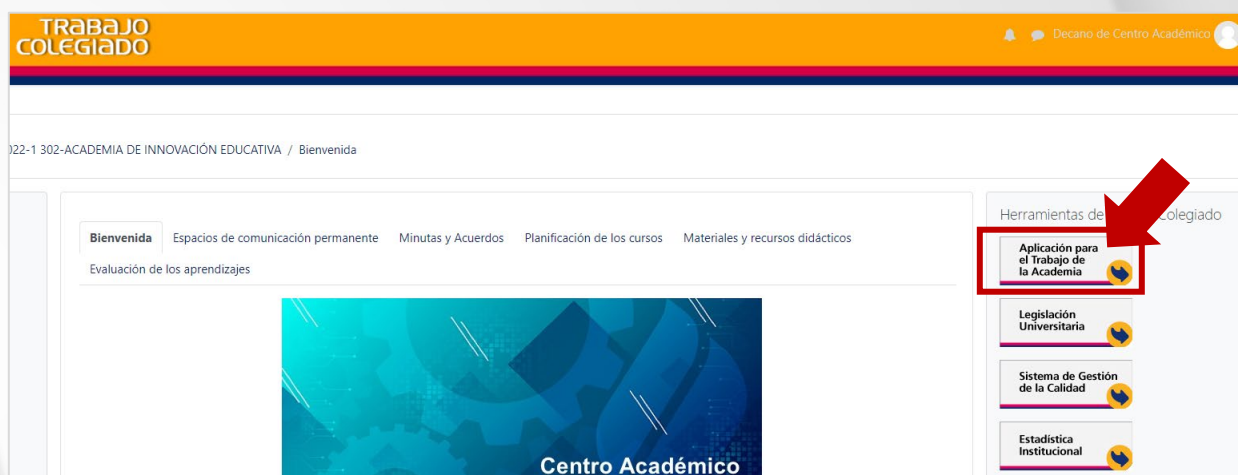 TRABAJO
COLEGIADO
Decano de Centro Académico
022-1 302-ACADEMIA DE INNOVACIÓN EDUCATIVA / Bienvenida
Bienvenida Espacios de comunicación permanente Minutas y Acuerdos Planificación de los cursos Materiales y recursos didácticos
Evaluación de los aprendizajes
Centro Académico
Herramientas de Colegiado
Aplicación para
el Trabajo de
la Academia
Legislación
Universitaria
Sistema de Gestión
de la Calidad
Estadística
Institucional